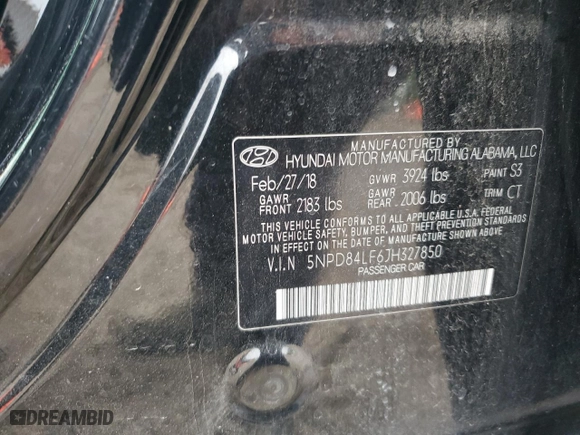 MANUFACTURED BY
HYUNDAI MOTOR MANUFACTURING ALABAMA, LLC
Feb/27/18 GVWR 3924 lbs PAINT S3
GAWR FRONT 2183 lbs GAWR REAR 2006 lbs TRIM CT
THIS VEHICLE CONFORMS TO ALL APPLICABLE U.S.A. FEDERAL
MOTOR VEHICLE SAFETY, BUMPER, AND THEFT PREVENTION STANDARDS
IN EFFECT ON THE DATE OF MANUFACTURE SHOWN ABOVE.
V.I.N 5NPD84LF6JH327850
PASSENGER CAR
DREAMBID